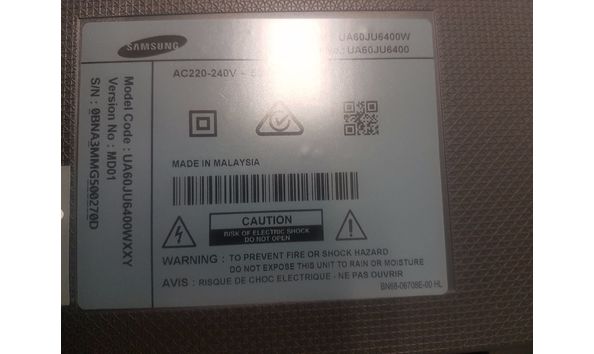 SAMSUNG
UA60JU6400W
UA60JU6400
AC220-240V ~
MADE IN MALAYSIA
CAUTION
RISK OF ELECTRIC SHOCK
DO NOT OPEN
WARNING : TO PREVENT FIRE OR SHOCK HAZARD
DO NOT EXPOSE THIS UNIT TO RAIN OR MOISTURE
AVIS : RISQUE DE CHOC ELECTRIQUE - NE PAS OUVRIR
BN68-06708E-00 HL
Model Code : UA60JU6400WXXY
Version No : MD01
S/N : 0BNA3MMG500270D